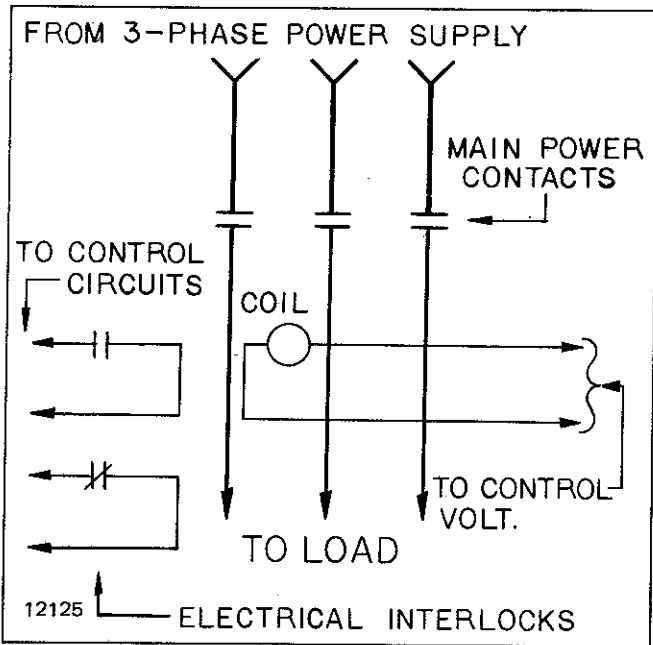 FROM 3-PHASE POWER SUPPLY
MAIN POWER
CONTACTS
TO CONTROL
CIRCUITS
COIL
TO CONTROL
VOLT.
TO LOAD
12125
ELECTRICAL INTERLOCKS